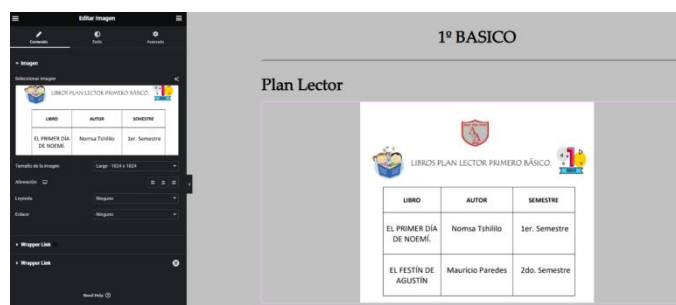 Editar Imagen
Contenido
Estilo
Avanzado
Imagen
Seleccionar imagen
LIBROS PLAN LECTOR PRIMERO BÁSICO.
LIBRO AUTOR SEMESTRE
EL PRIMER DÍA DE NOEMÍ. Nomsa Tshililo 1er. Semestre
Tamaño de la imagen
Large - 1024 x 1024
Alineación
Leyenda
Ninguno
Enlace
Ninguno
Wrapper Link
Wrapper Link
Need Help
1º BASICO
Plan Lector
LIBROS PLAN LECTOR PRIMERO BÁSICO.
LIBRO AUTOR SEMESTRE
EL PRIMER DÍA
DE NOEMÍ.
Nomsa Tshililo
1er. Semestre
EL FESTÍN DE
AGUSTÍN
Mauricio Paredes
2do. Semestre